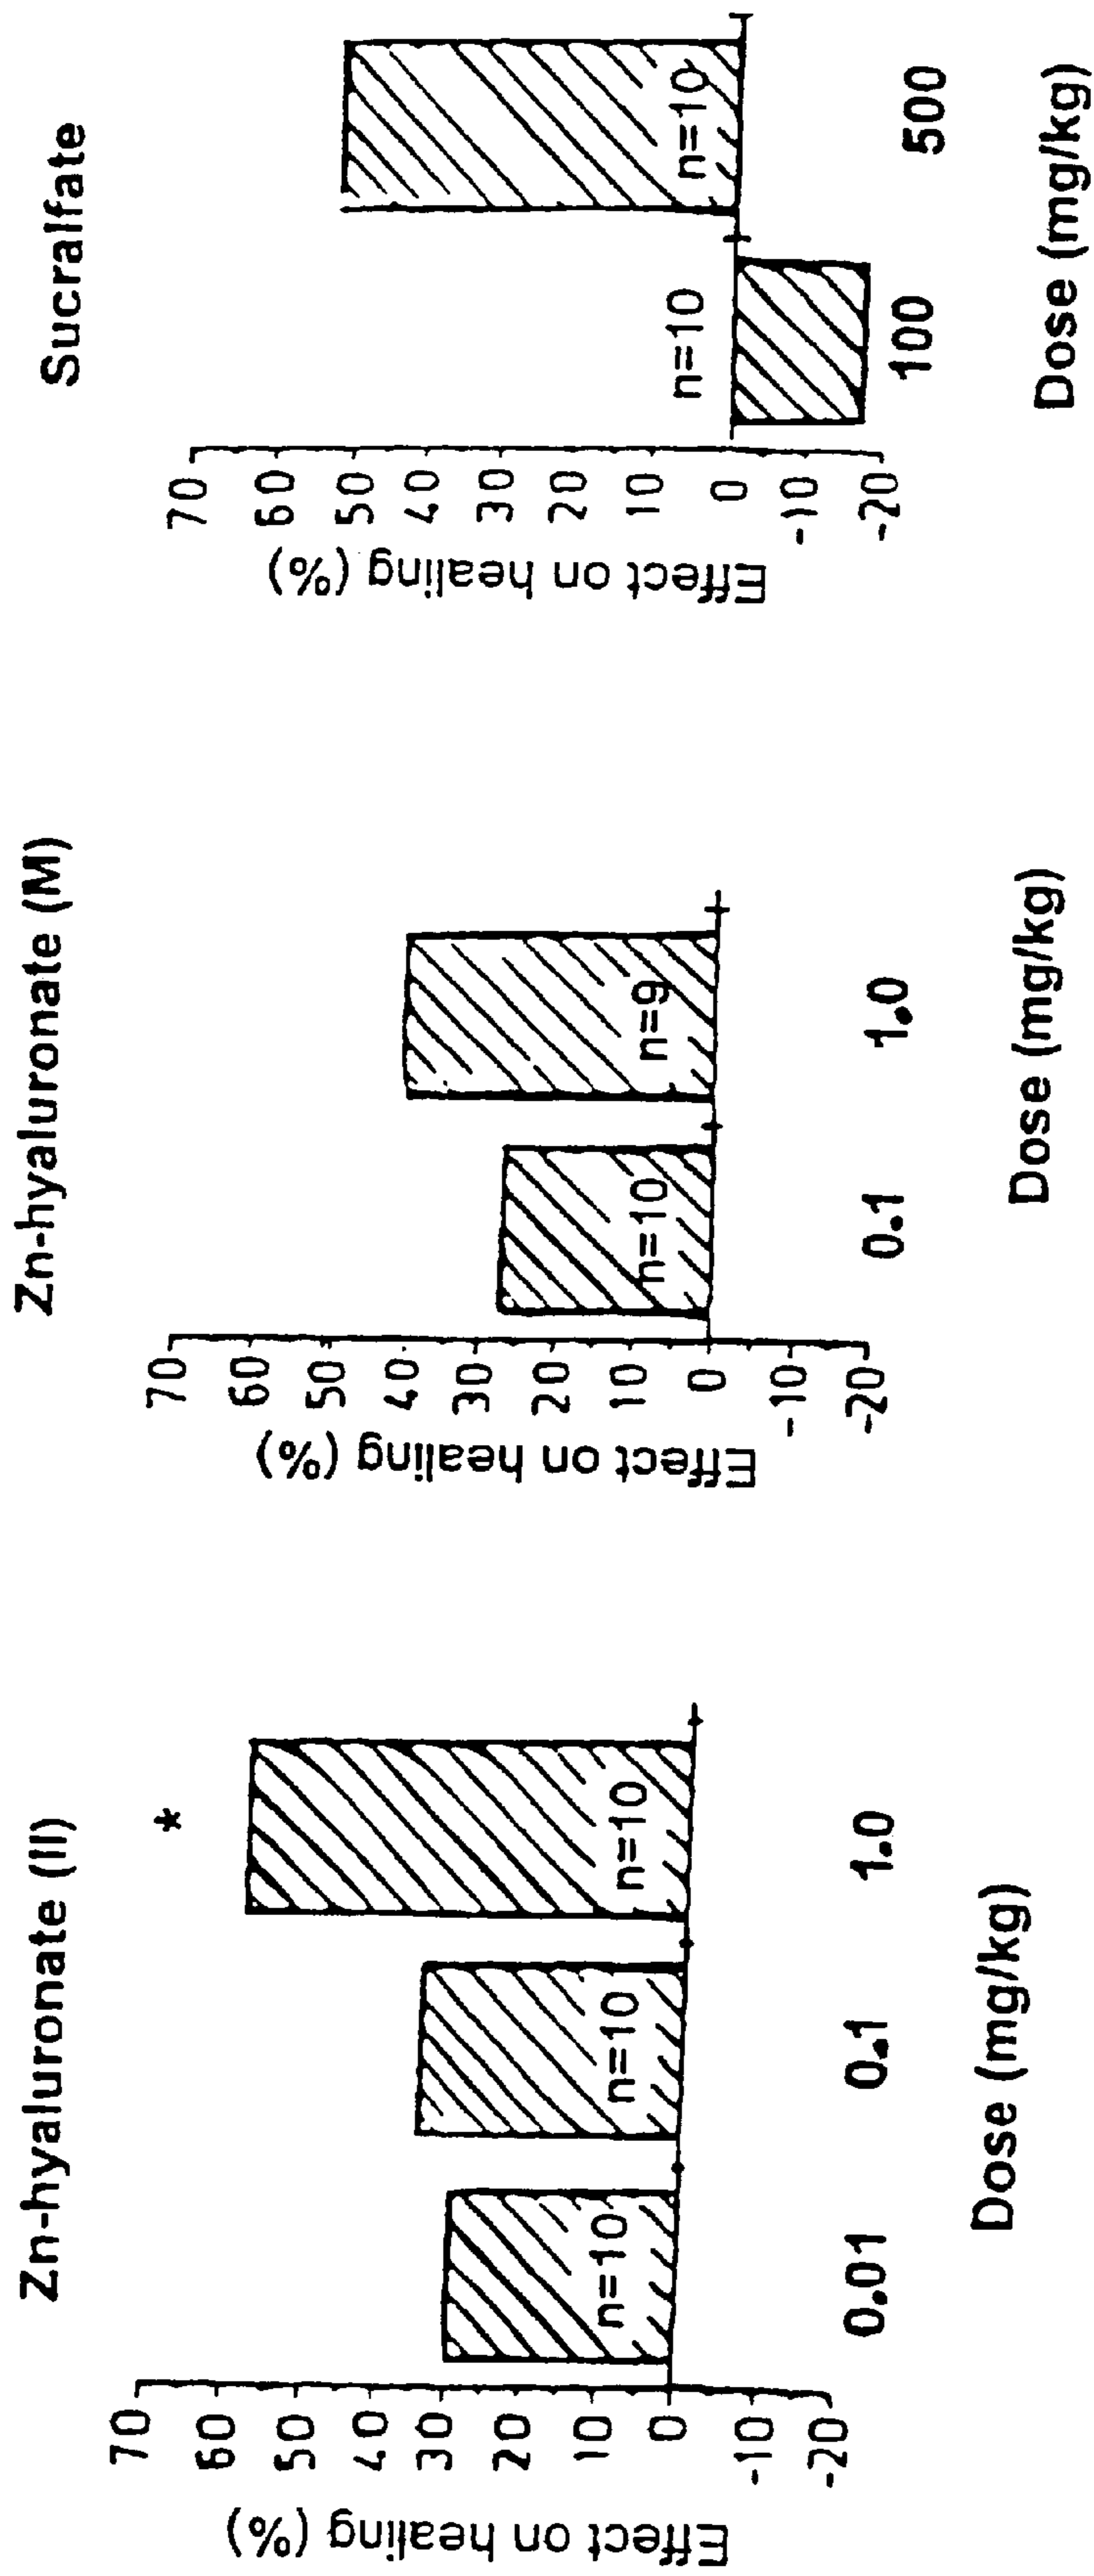 Zn-hyaluronate (II)
Effect on healing (%)
70
60
50
40
30
20
10
0
-10
-20
*
n=10
n=10
n=10
0.01
0.1
1.0
Dose (mg/kg)
Zn-hyaluronate (M)
Effect on healing (%)
70
60
50
40
30
20
10
0
-10
-20
n=10
n=9
0.1
1.0
Dose (mg/kg)
Sucralfate
Effect on healing (%)
70
60
50
40
30
20
10
0
-10
-20
n=10
n=10
100
500
Dose (mg/kg)